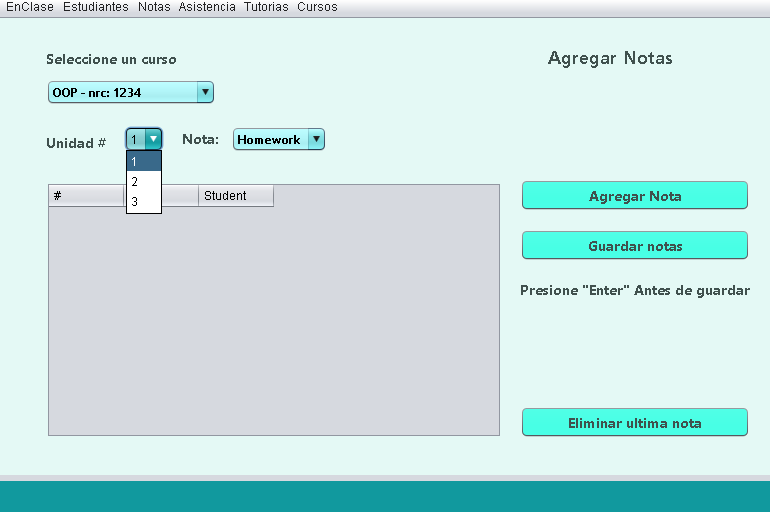 EnClase Estudiantes Notas Asistencia Tutorias Cursos
Seleccione un curso
Agregar Notas
OOP - nrc: 1234
Unidad # 1 Nota: Homework
1
2
3
# Student
Agregar Nota
Guardar notas
Presione "Enter" Antes de guardar
Eliminar ultima nota